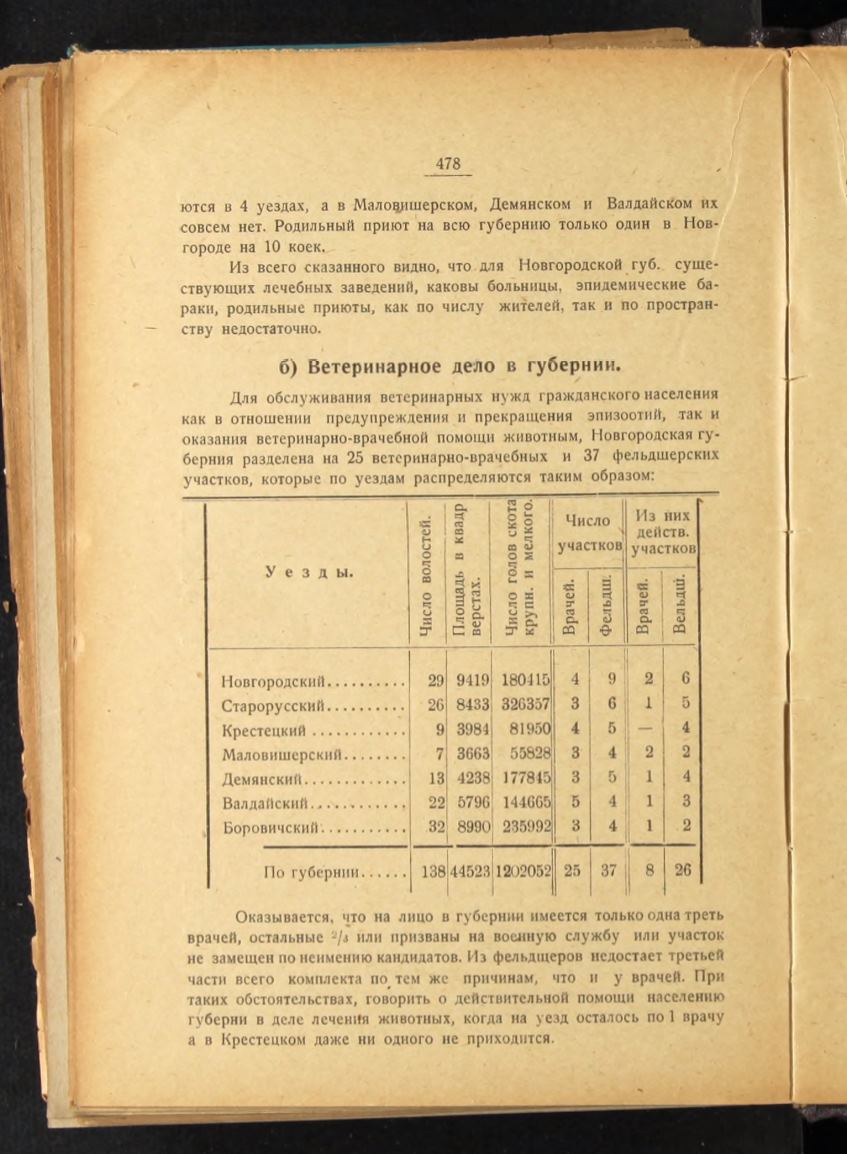 478
ются в 4 уездах, а в Маловишерском, Демянском и Валдайском их
совсем нет. Родильный приют на всю губернию только один в Нов-
городе на 10 коек.
Из всего сказанного видно, что для Новгородской губ. суще-
ствующих лечебных заведений, каковы больницы, эпидемические ба-
раки, родильные приюты, как по числу жителей, так и по простран-
ству недостаточно.
б) Ветеринарное дело в губернии.
Для обслуживания ветеринарных нужд гражданского населения
как в отношении предупреждения и прекращения эпизоотий, так и
оказания ветеринарно-врачебной помощи животным, Новгородская гу-
берния разделена на 25 ветеринарно-врачебных и 37 фельдшерских
участков, которые по уездам распределяются таким образом:
Уезды.
Число волостей.
Площадь в квадр
верстах.
Число голов скота
крупн. и мелкого.
Число
участков
Из них
действ.
участков
Врачей.
Фельдш.
Врачей.
Вельдш.
Новгородский.......... 29 9419 180415 4 9 2 6
Старорусский.......... 26 8433 326357 3 6 1 5
Крестецкий ............ 9 3984 81950 4 5 — 4
Маловишерский........ 7 3663 55828 3 4 2 2
Демянский............. 13 4238 177845 3 5 1 4
Валдайский............ 22 5796 144665 5 4 1 3
Боровичский........... 32 8990 235992 3 4 1 2
По губернии...... 138 44523 1202052 25 37 8 26
Оказывается, что на лицо в губернии имеется только одна треть
врачей, остальные ²/₃ или призваны на военную службу или участок
не замещен по неимению кандидатов. Из фельдщеров недостает третьей
части всего комплекта по тем же причинам, что и у врачей. При
таких обстоятельствах, говорить о действительной помощи населению
губерни в деле лечения животных, когда на уезд осталось по 1 врачу
а в Крестецком даже ни одного не приходится.